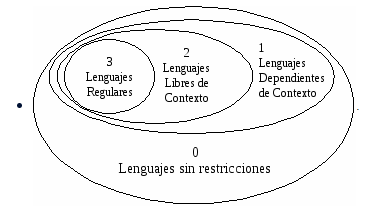 3
Lenguajes
Regulares
2
Lenguajes
Libres de
Contexto
1
Lenguajes
Dependientes
de Contexto
0
Lenguajes sin restricciones